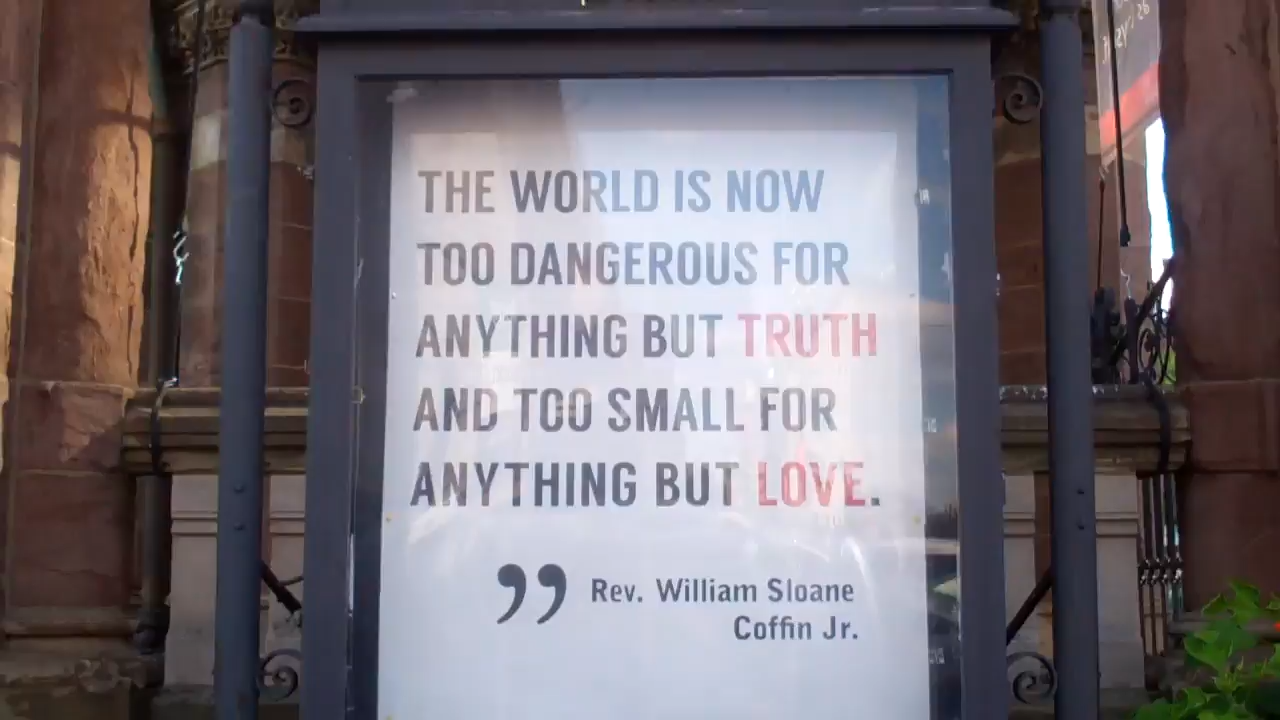 THE WORLD IS NOW
TOO DANGEROUS FOR
ANYTHING BUT TRUTH
AND TOO SMALL FOR
ANYTHING BUT LOVE.
” Rev. William Sloane
Coffin Jr.